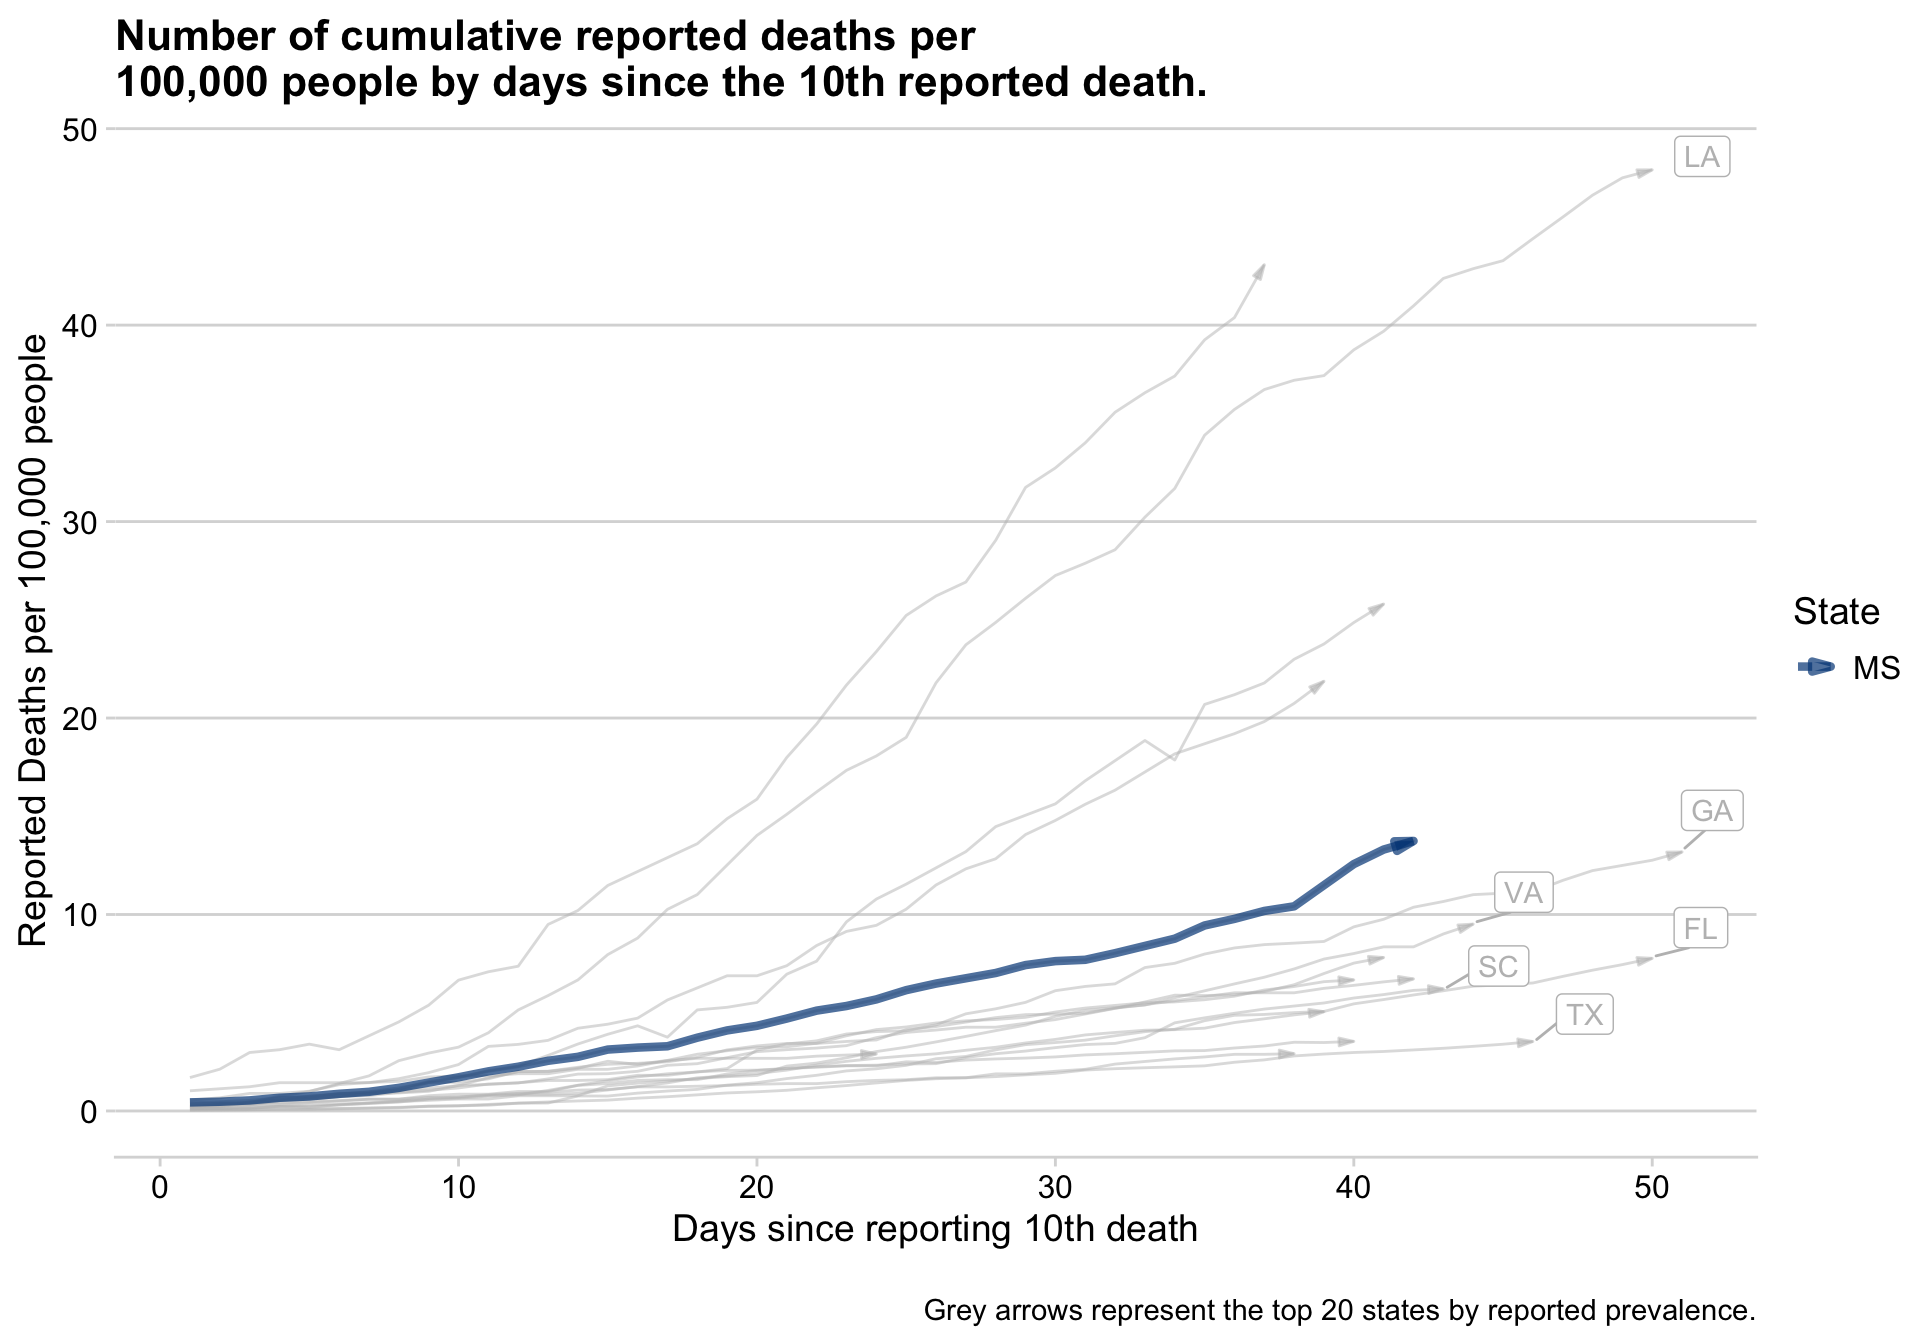 Number of cumulative reported deaths per
100,000 people by days since the 10th reported death.
Reported Deaths per 100,000 people
50
40
30
20
10
0
LA
GA
VA
FL
SC
TX
State
MS
0 10 20 30 40 50
Days since reporting 10th death
Grey arrows represent the top 20 states by reported prevalence.